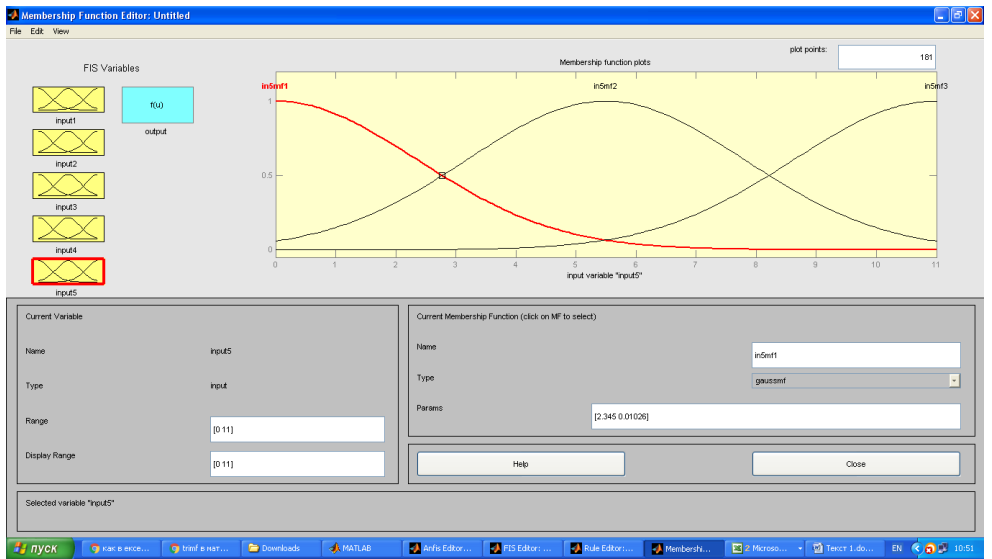 Membership Function Editor: Untitled
File Edit View
FIS Variables
input1
input2
input3
input4
input5
f(u)
output
plot points:
181
Membership function plots
in5mf1
in5mf2
in5mf3
1
0.5
0
0 1 2 3 4 5 6 7 8 9 10 11
input variable "input5"
Current Variable
Name input5
Type input
Range [0 11]
Display Range [0 11]
Current Membership Function (click on MF to select)
Name in5mf1
Type gaussmf
Params [2.345 0.01026]
Help Close
Selected variable "input5"
пуск как в ексе... trimf в мат... Downloads MATLAB Anfis Editor... FIS Editor: ... Rule Editor:... Membershi... 2 Microso... Текст 1.do... EN 10:51